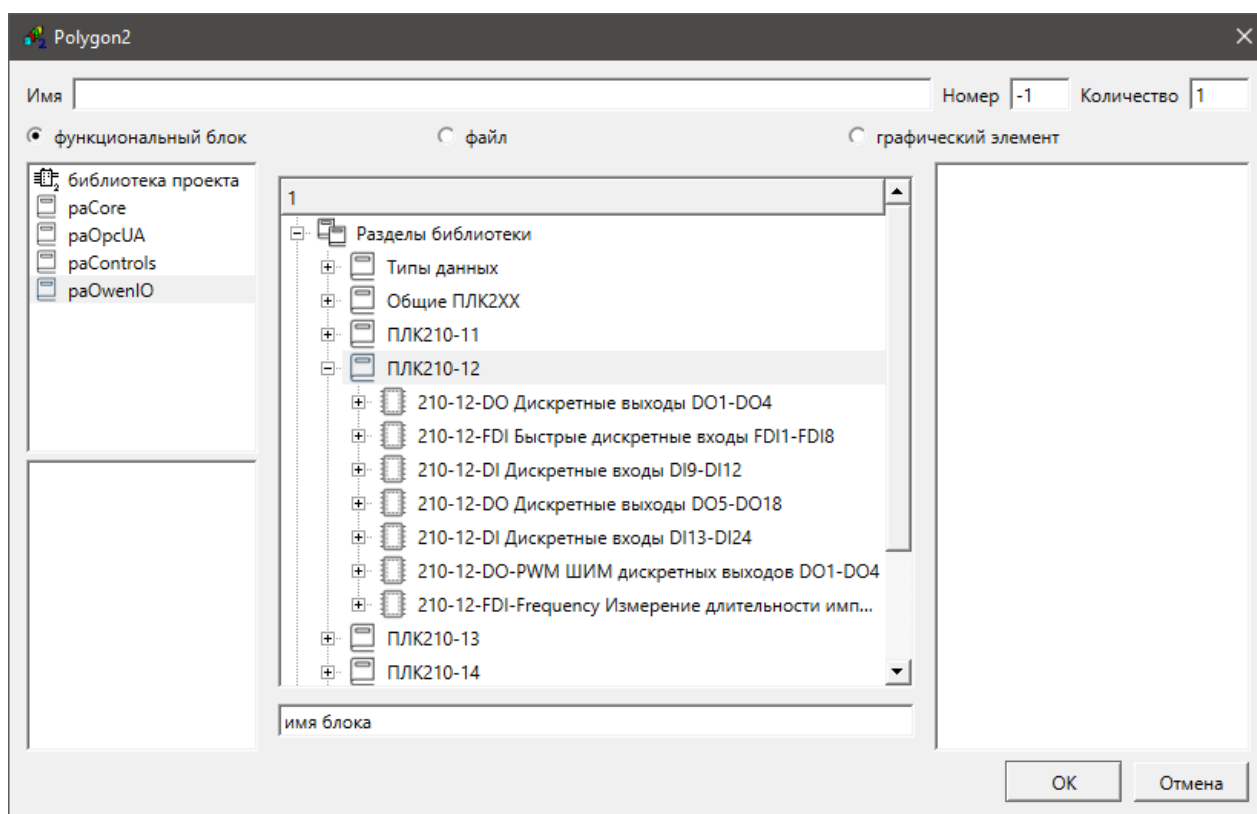 Polygon2
Имя Номер -1 Количество 1
функциональный блок файл графический элемент
библиотека проекта
paCore
paOpcUA
paControls
paOwenIO
1
Разделы библиотеки
Типы данных
Общие ПЛК2XX
ПЛК210-11
ПЛК210-12
210-12-DO Дискретные выходы DO1-DO4
210-12-FDI Быстрые дискретные входы FDI1-FDI8
210-12-DI Дискретные входы DI9-DI12
210-12-DO Дискретные выходы DO5-DO18
210-12-DI Дискретные входы DI13-DI24
210-12-DO-PWM ШИМ дискретных выходов DO1-DO4
210-12-FDI-Frequency Измерение длительности имп...
ПЛК210-13
ПЛК210-14
имя блока
OK Отмена